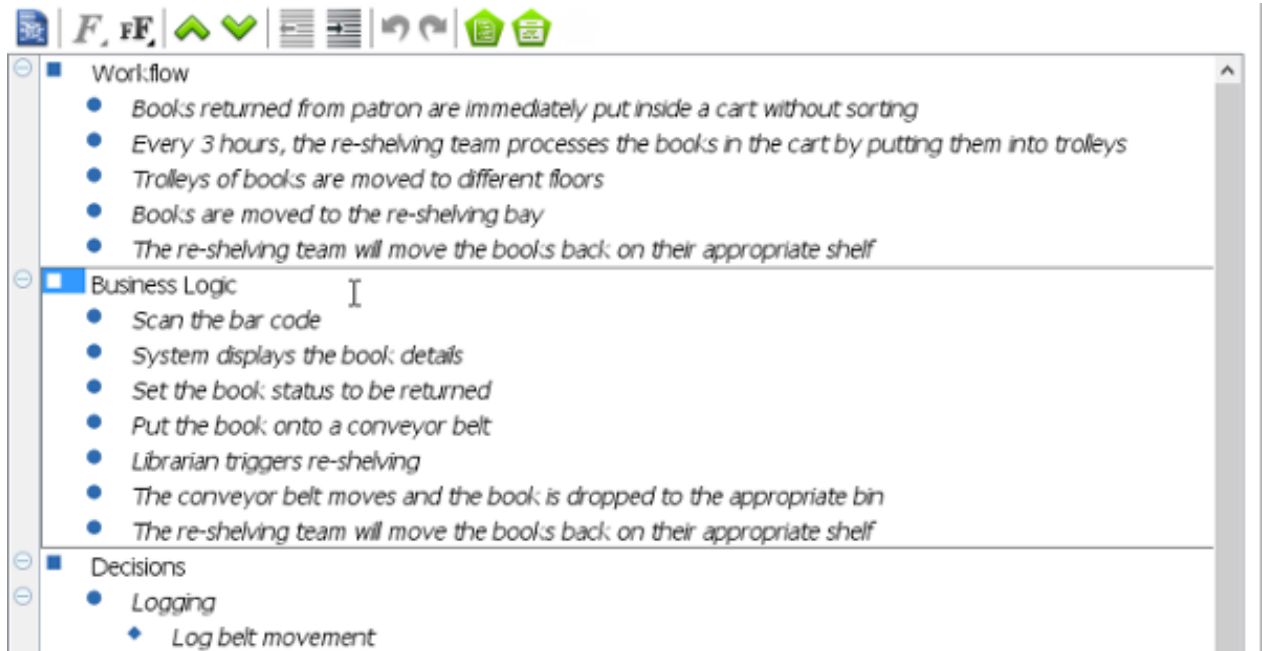 F FF
Workflow
Books returned from patron are immediately put inside a cart without sorting
Every 3 hours, the re-shelving team processes the books in the cart by putting them into trolleys
Trolleys of books are moved to different floors
Books are moved to the re-shelving bay
The re-shelving team will move the books back on their appropriate shelf
Business Logic
Scan the bar code
System displays the book details
Set the book status to be returned
Put the book onto a conveyor belt
Librarian triggers re-shelving
The conveyor belt moves and the book is dropped to the appropriate bin
The re-shelving team will move the books back on their appropriate shelf
Decisions
Logging
Log belt movement